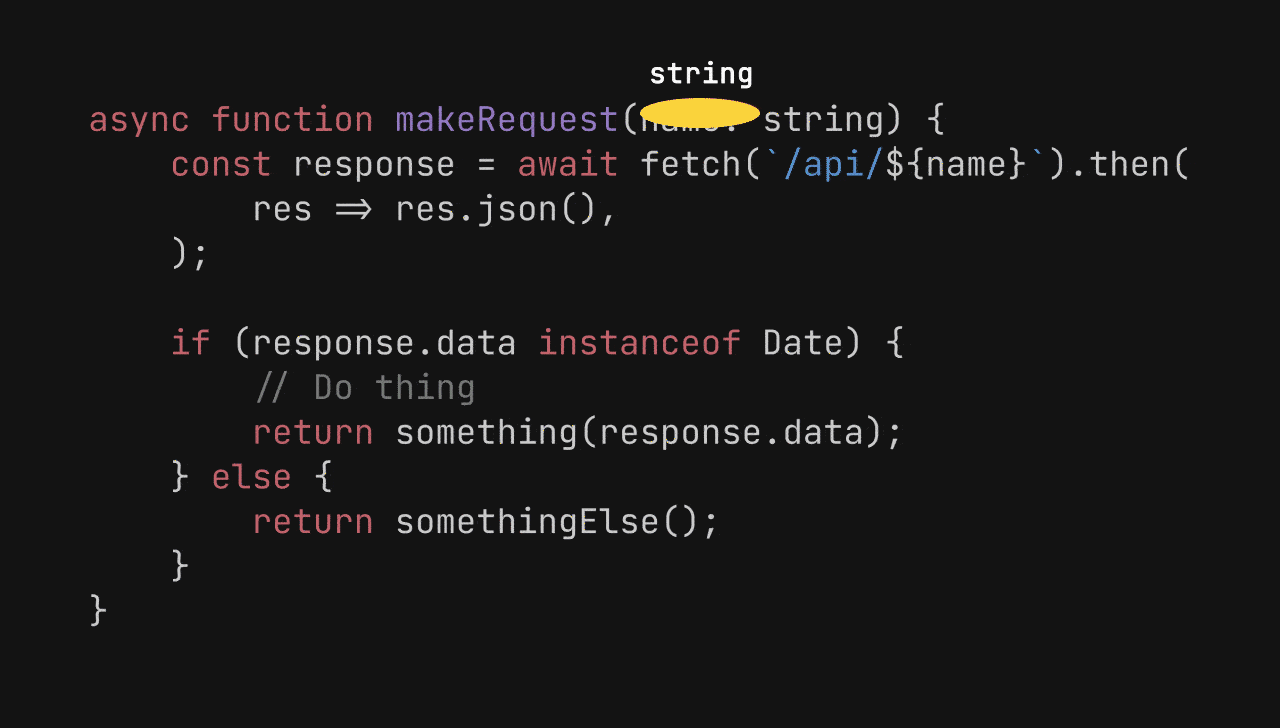 string
async function makeRequest(name: string) {
    const response = await fetch(`/api/${name}`).then(
        res => res.json(),
    );

    if (response.data instanceof Date) {
        // Do thing
        return something(response.data);
    } else {
        return somethingElse();
    }
}